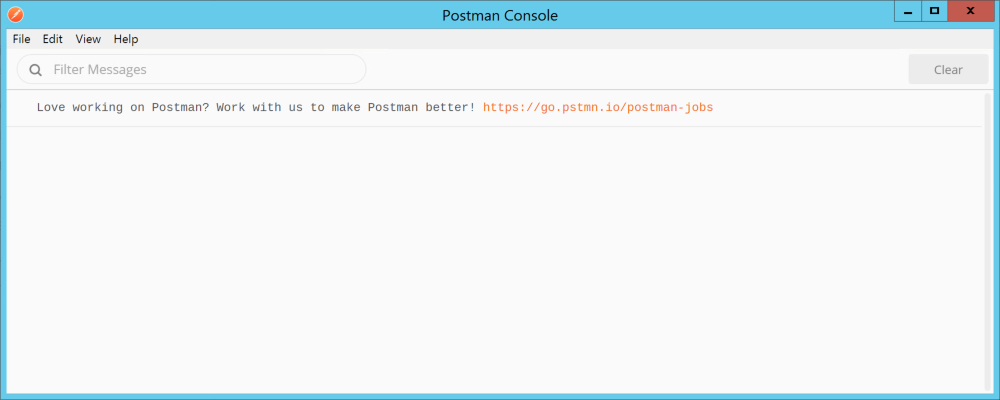 Postman Console
File Edit View Help
Filter Messages
Clear
Love working on Postman? Work with us to make Postman better! https://go.pstmn.io/postman-jobs